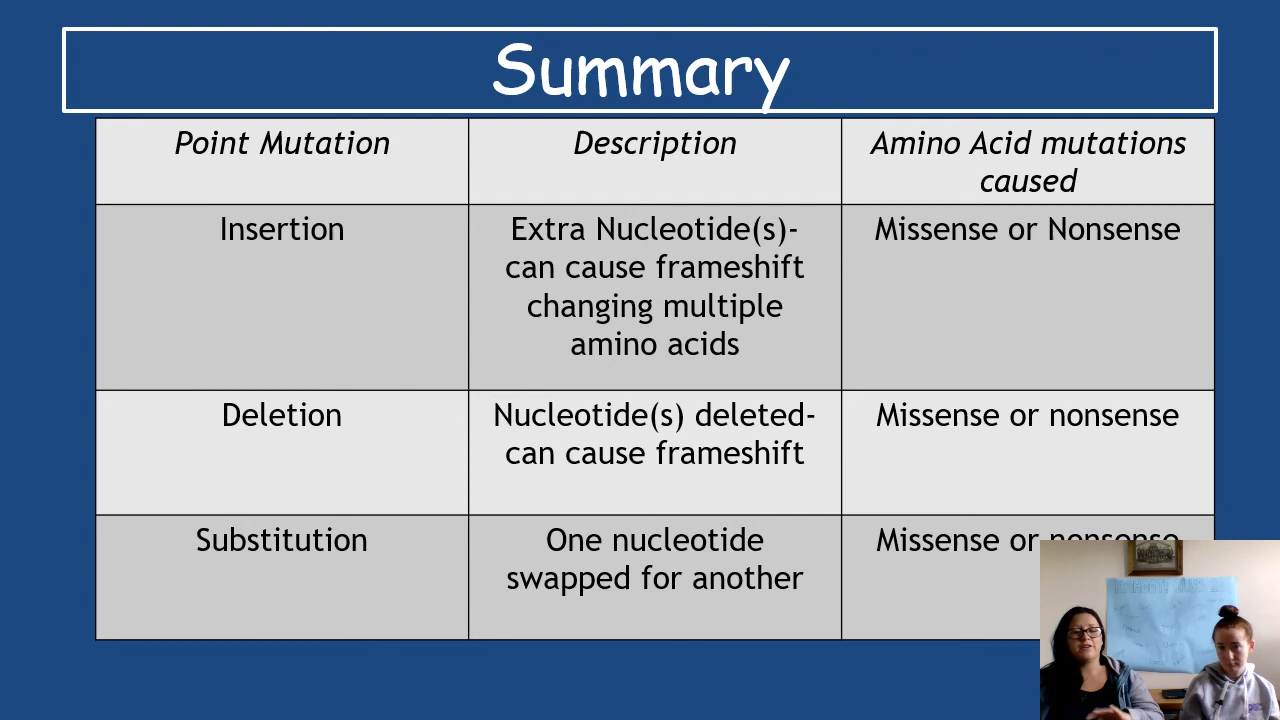 Summary
Point Mutation
Description
Amino Acid mutations
caused
Insertion
Extra Nucleotide(s)-
can cause frameshift
changing multiple
amino acids
Missense or Nonsense
Deletion
Nucleotide(s) deleted-
can cause frameshift
Missense or nonsense
Substitution
One nucleotide
swapped for another
Missense or nonsense